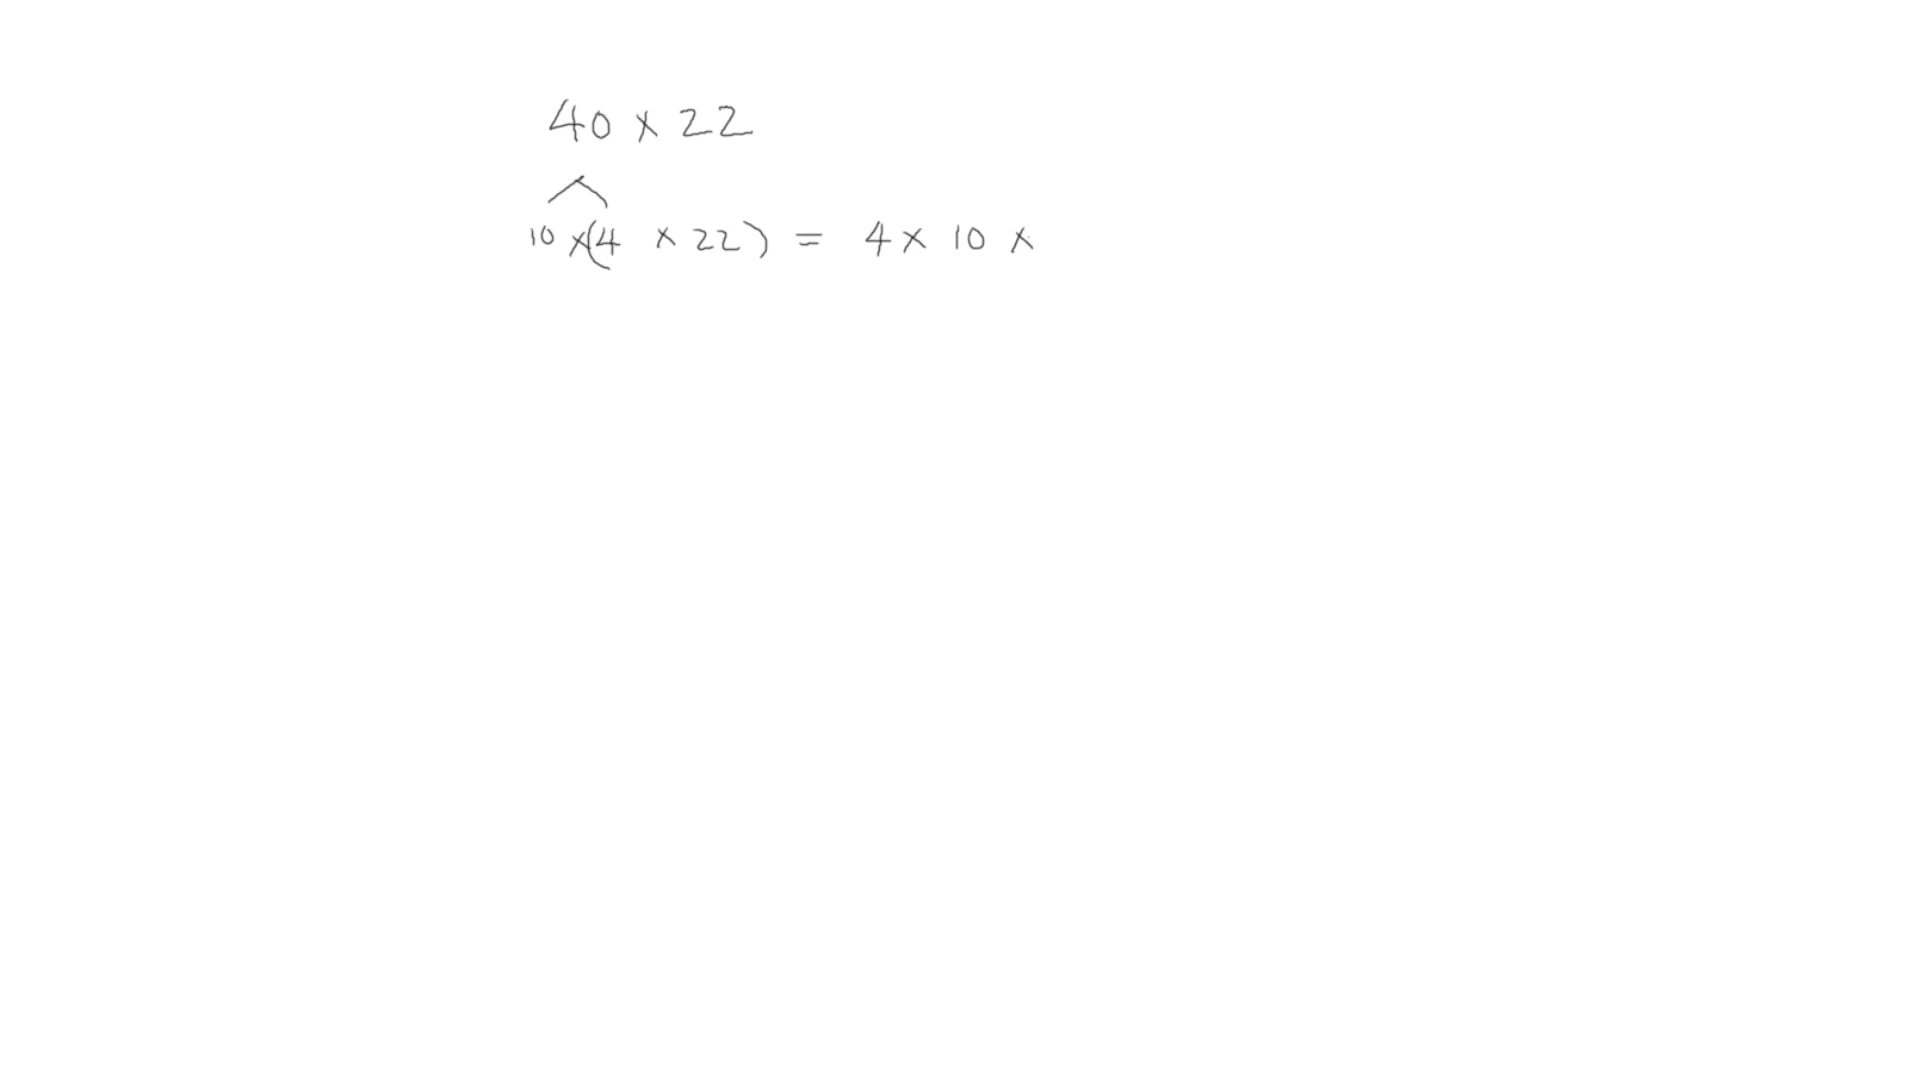 40 × 22
10 ×(4 × 22) = 4 × 10 ×